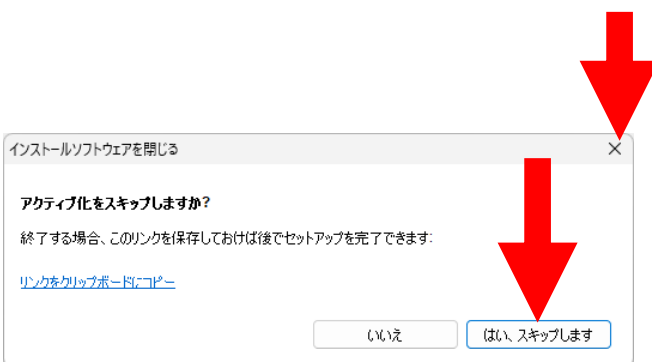 インストールソフトウェアを閉じる
アクティブ化をスキップしますか?
終了する場合、このリンクを保存しておけば後でセットアップを完了できます:
リンクをクリップボードにコピー
いいえ
はい、スキップします